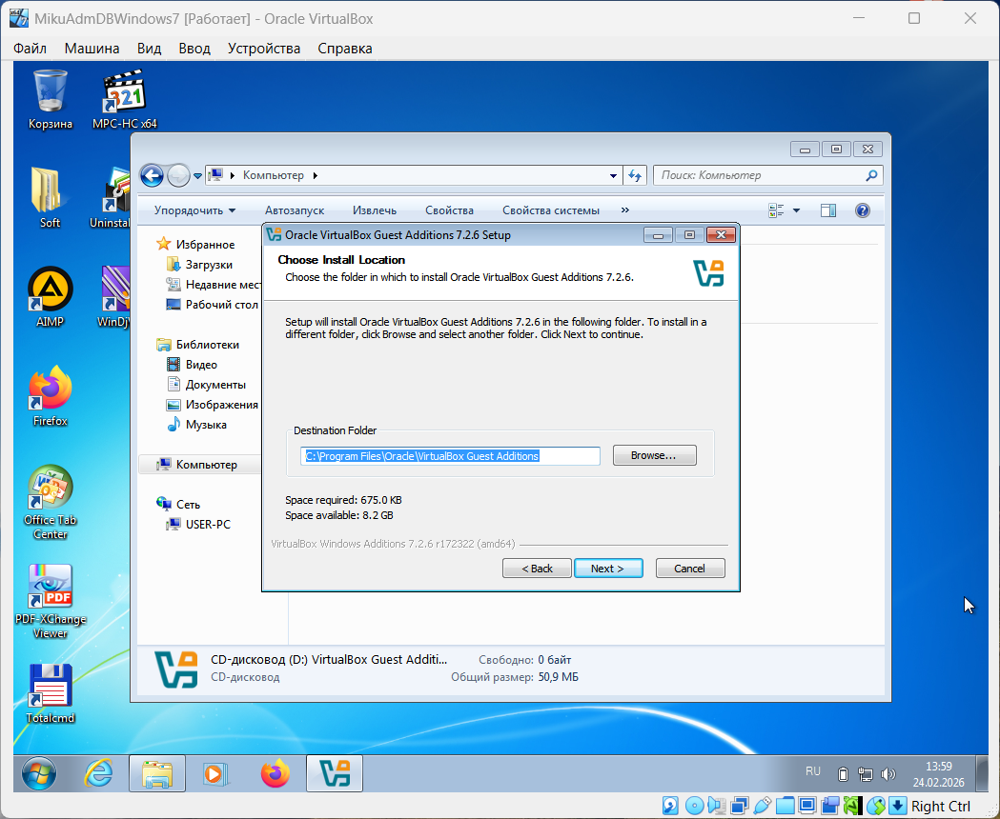 MikuAdmDBWindows7 [Работает] - Oracle VirtualBox
Файл Машина Вид Ввод Устройства Справка
Корзина
MPC-HC x64
Soft
Uninstal
AIMP
WinDj
Firefox
Office Tab
Center
PDF-XChange
Viewer
Totalcmd
Компьютер
Поиск: Компьютер
Упорядочить Автозапуск Извлечь Свойства Свойства системы »
Избранное
Загрузки
Недавние мест
Рабочий стол
Библиотеки
Видео
Документы
Изображения
Музыка
Компьютер
Сеть
USER-PC
Oracle VirtualBox Guest Additions 7.2.6 Setup
Choose Install Location
Choose the folder in which to install Oracle VirtualBox Guest Additions 7.2.6.
Setup will install Oracle VirtualBox Guest Additions 7.2.6 in the following folder. To install in a
different folder, click Browse and select another folder. Click Next to continue.
Destination Folder
C:\Program Files\Oracle\VirtualBox Guest Additions
Browse...
Space required: 675.0 KB
Space available: 8.2 GB
VirtualBox Windows Additions 7.2.6 r172322 (amd64)
< Back Next > Cancel
CD-дисковод (D:) VirtualBox Guest Additi... Свободно: 0 байт
CD-дисковод Общий размер: 50,9 МБ
RU
13:59
24.02.2026
Right Ctrl